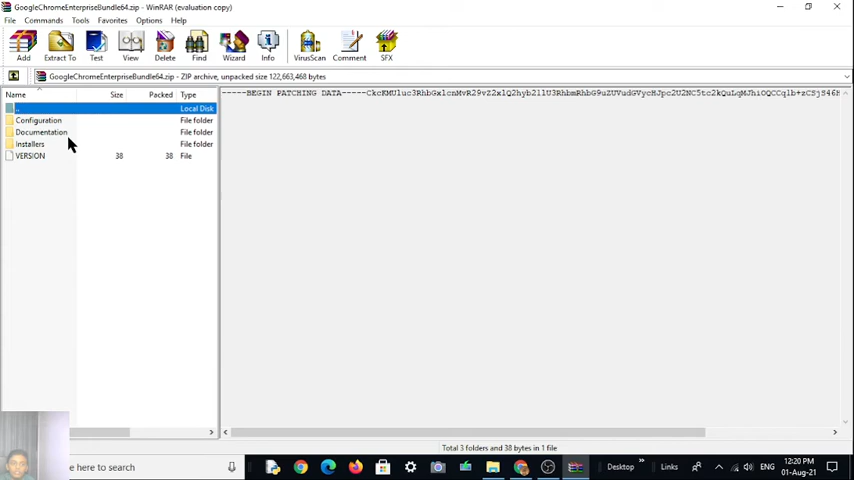 GoogleChromeEnterpriseBundle64.zip - WinRAR (evaluation copy)
File Commands Tools Favorites Options Help
Add Extract To Test View Delete Find Wizard Info VirusScan Comment SFX
GoogleChromeEnterpriseBundle64.zip - ZIP archive, unpacked size 122,663,468 bytes
Name Size Packed Type
.. Local Disk
Configuration File folder
Documentation File folder
Installers File folder
VERSION 38 38 File
-----BEGIN PATCHING DATA-----
Total 3 folders and 38 bytes in 1 file
here to search
Desktop
Links
ENG
12:20 PM
01-Aug-21